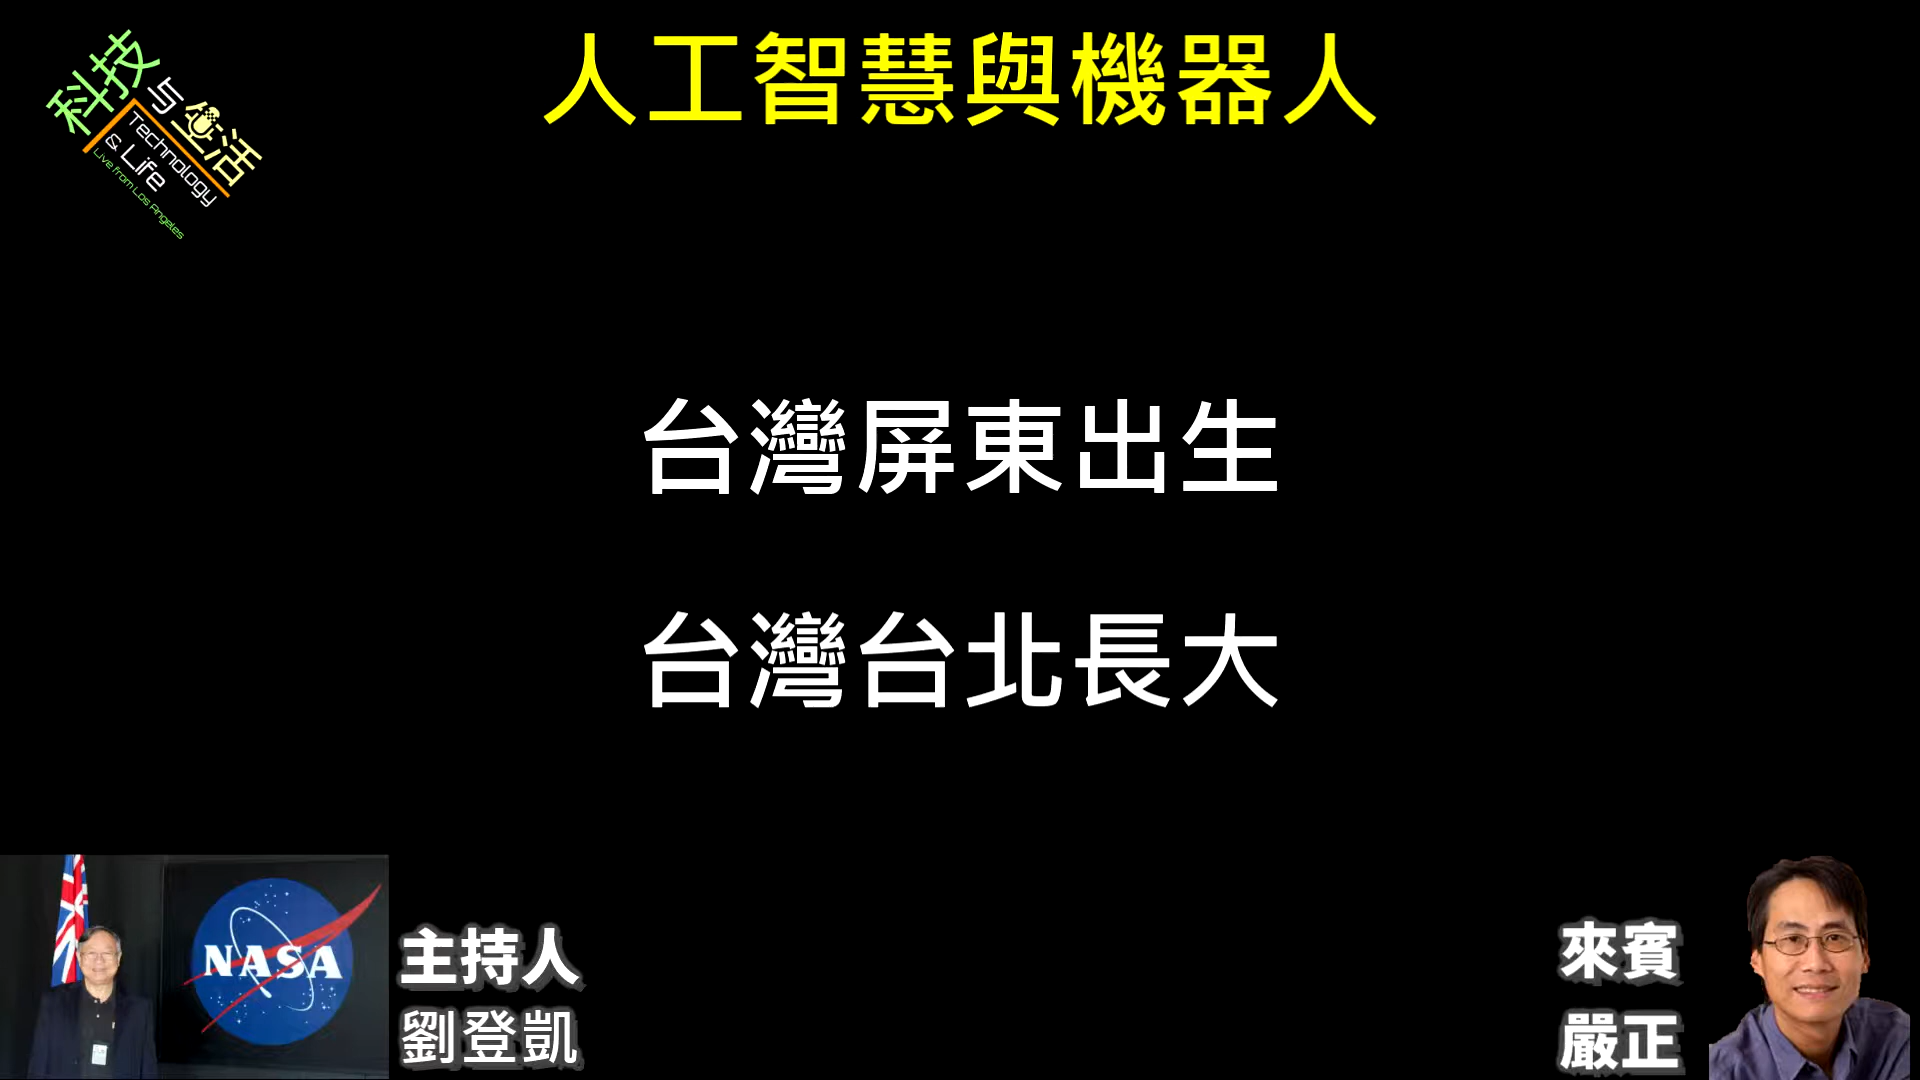 人工智慧與機器人
科技与生活
Technology
& Life
Live from Los Angeles
台灣屏東出生
台灣台北長大
NASA
主持人
劉登凱
來賓
嚴正